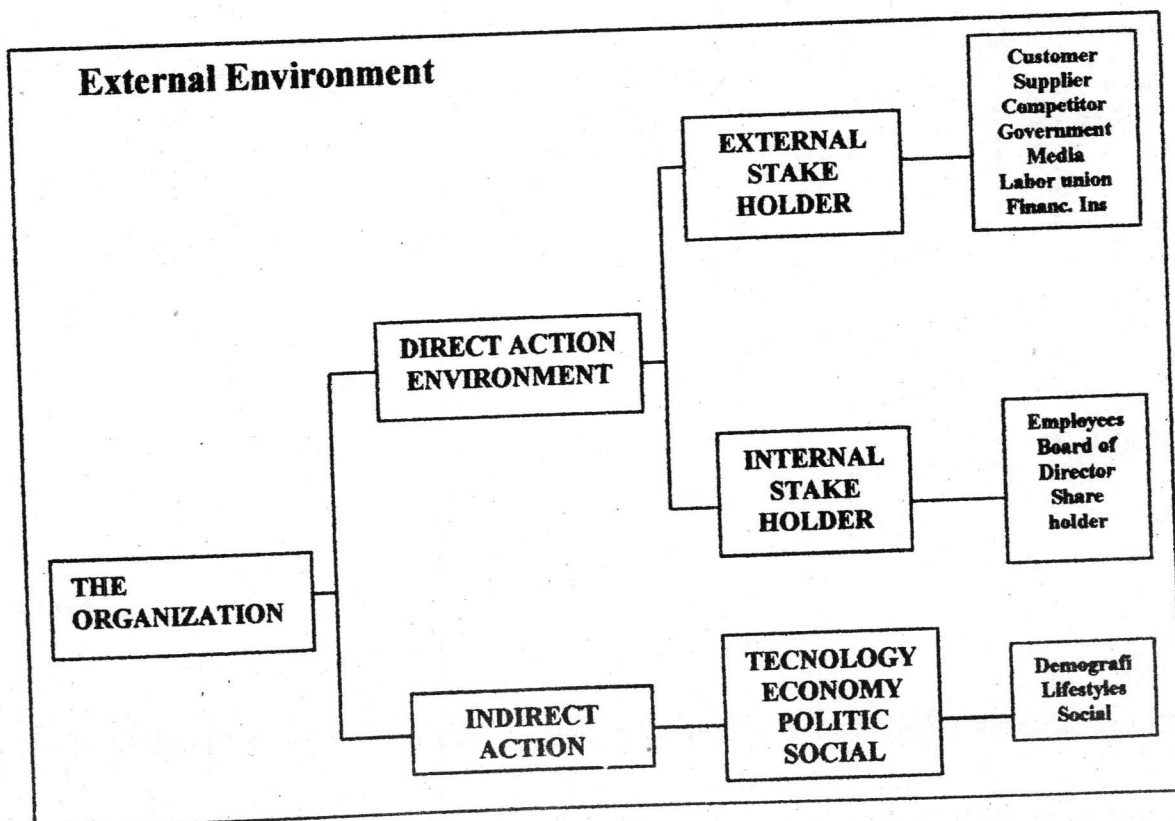 External Environment
Customer
Supplier
Competitor
Government
Media
Labor union
Financ. Ins
EXTERNAL
STAKE
HOLDER
DIRECT ACTION
ENVIRONMENT
INTERNAL
STAKE
HOLDER
Employees
Board of
Director
Share
holder
THE
ORGANIZATION
INDIRECT
ACTION
TECNOLOGY
ECONOMY
POLITIC
SOCIAL
Demografi
Lifestyles
Social